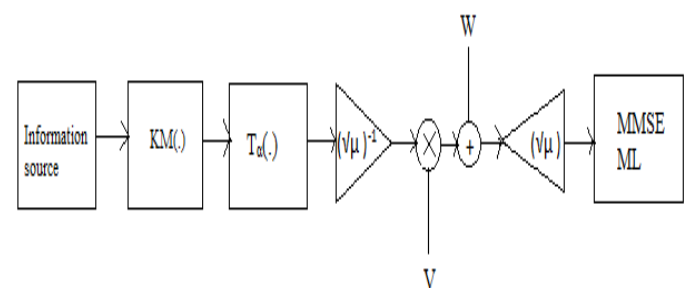 W
Information
source
KM(.)
Tα(.)
(√μ)⁻¹
×
+
(√μ)
MMSE
ML
V